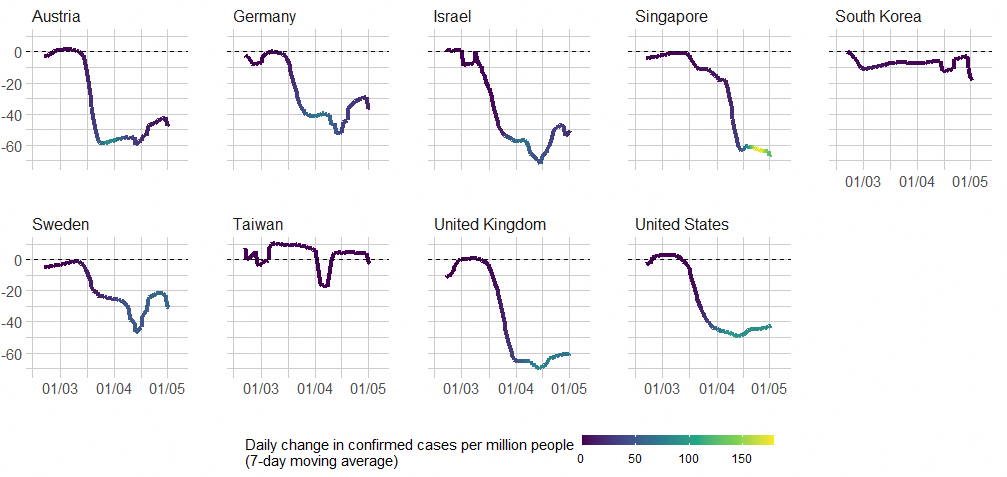 Austria Germany Israel Singapore South Korea
0
-20
-40
-60
01/03 01/04 01/05
Sweden Taiwan United Kingdom United States
0
-20
-40
-60
01/03 01/04 01/05 01/03 01/04 01/05 01/03 01/04 01/05 01/03 01/04 01/05
Daily change in confirmed cases per million people
(7-day moving average)
0 50 100 150